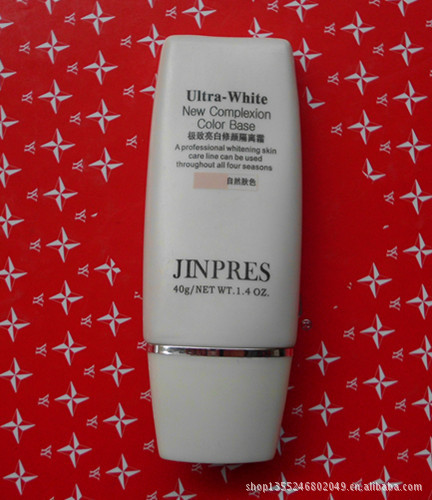 Ultra-White
New Complexion
Color Base
极致亮白修颜隔离霜
A professional whitening skin
care line can be used
throughout all four seasons
自然肤色
JINPRES
40g/NET WT.1.4 OZ.
shop1355246802049.cn.alibaba.com